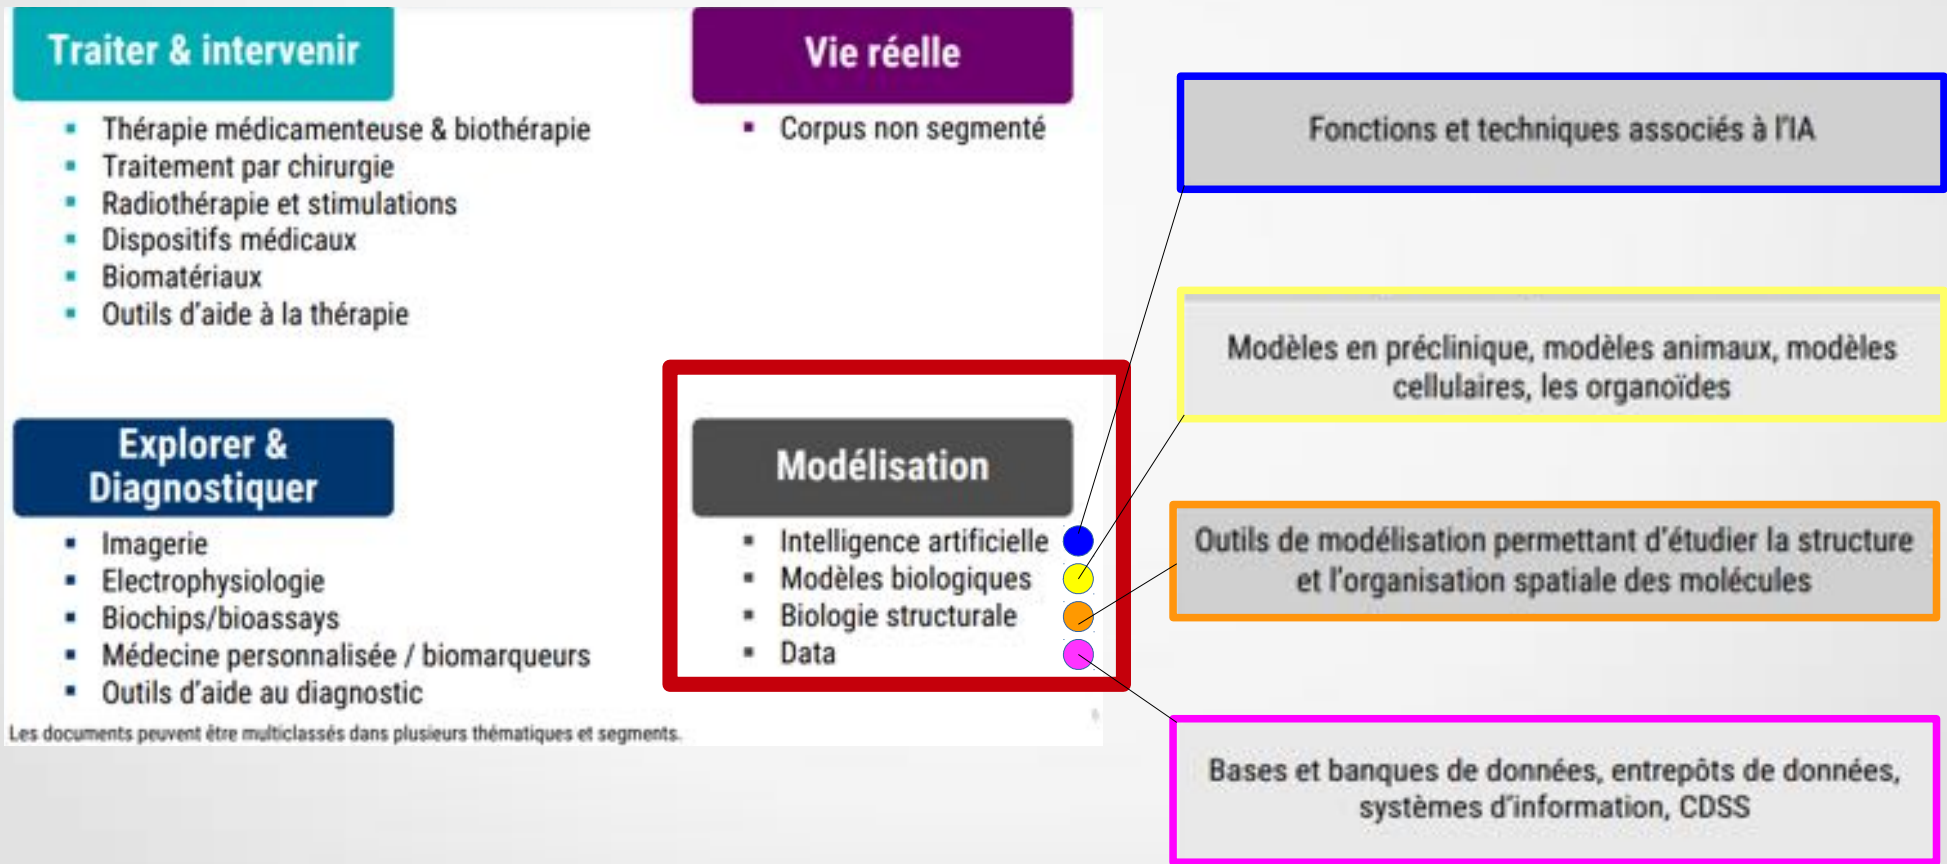 Traiter & intervenir
Thérapie médicamenteuse & biothérapie
Traitement par chirurgie
Radiothérapie et stimulations
Dispositifs médicaux
Biomatériaux
Outils d'aide à la thérapie
Vie réelle
Corpus non segmenté
Explorer &
Diagnostiquer
Imagerie
Electrophysiologie
Biochips/bioassays
Médecine personnalisée / biomarqueurs
Outils d'aide au diagnostic
Modélisation
Intelligence artificielle
Modèles biologiques
Biologie structurale
Data
Les documents peuvent être multiclassés dans plusieurs thématiques et segments.
Fonctions et techniques associés à l'IA
Modèles en préclinique, modèles animaux, modèles
cellulaires, les organoïdes
Outils de modélisation permettant d'étudier la structure
et l'organisation spatiale des molécules
Bases et banques de données, entrepôts de données,
systèmes d'information, CDSS